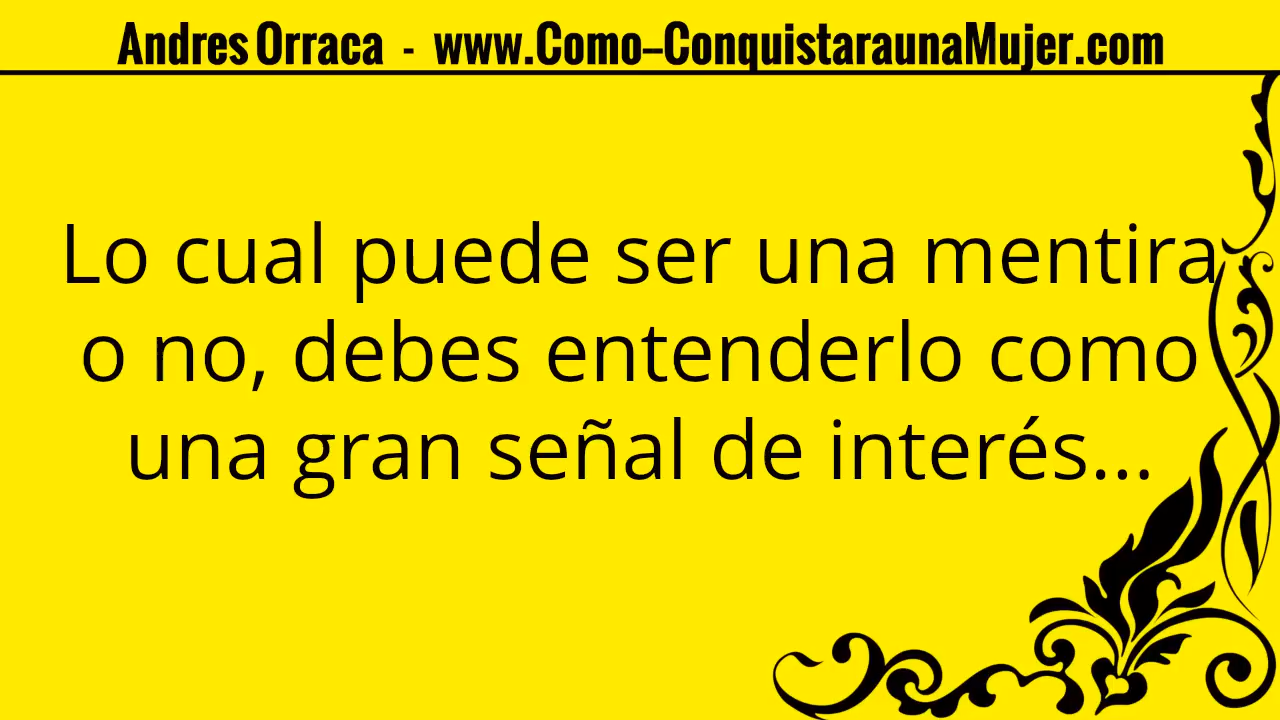 Andres Orraca - www.Como-ConquistaraunaMujer.com
Lo cual puede ser una mentira
o no, debes entenderlo como
una gran señal de interés...